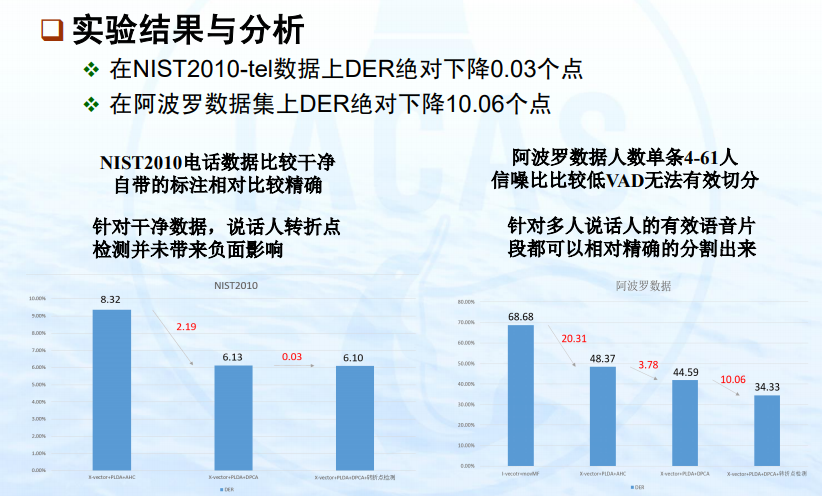 实验结果与分析
在NIST2010-tel数据上DER绝对下降0.03个点
在阿波罗数据集上DER绝对下降10.06个点
NIST2010电话数据比较干净
自带的标注相对比较精确
针对干净数据，说话人转折点
检测并未带来负面影响
阿波罗数据人数单条4-61人
信噪比比较低VAD无法有效切分
针对多人说话人的有效语音片
段都可以相对精确的分割出来
NIST2010
10.00%
9.00%
8.00%
7.00%
6.00%
5.00%
4.00%
3.00%
2.00%
1.00%
0.00%
8.32
2.19
6.13
0.03
6.10
X-vector+PLDA+AHC
X-vector+PLDA+DPCA
X-vector+PLDA+DPCA+转折点检测
DER
阿波罗数据
80.00%
70.00%
60.00%
50.00%
40.00%
30.00%
20.00%
10.00%
0.00%
68.68
20.31
48.37
3.78
44.59
10.06
34.33
X-vector+PLDA+AHC
X-vector+PLDA+DPCA
X-vector+PLDA+DPCA+转折点检测
DER
IACAS